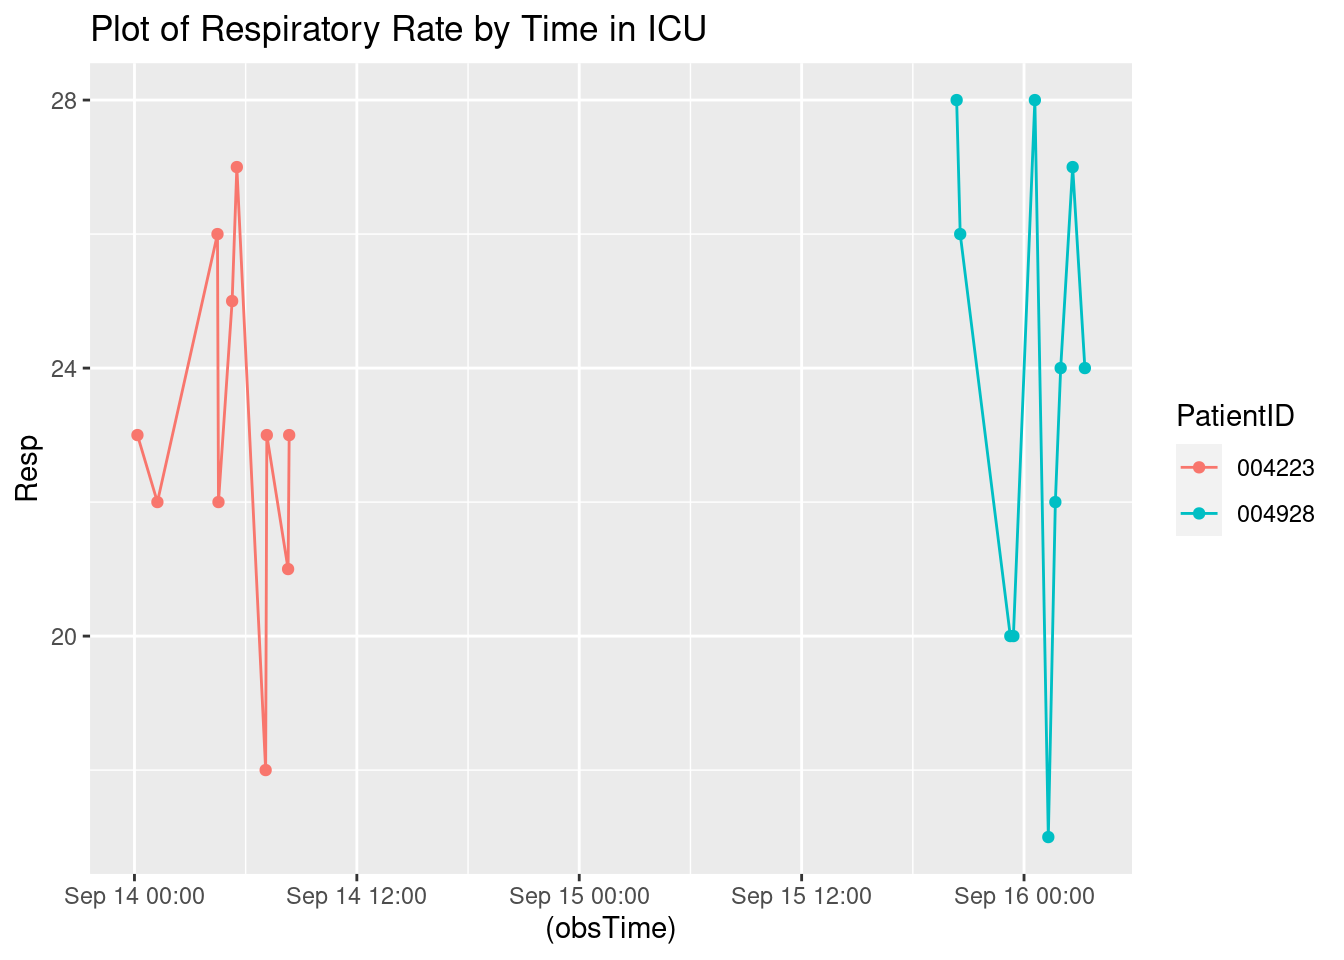 Plot of Respiratory Rate by Time in ICU
28
24
20
Resp
Sep 14 00:00
Sep 14 12:00
Sep 15 00:00
Sep 15 12:00
Sep 16 00:00
(obsTime)
PatientID
004223
004928